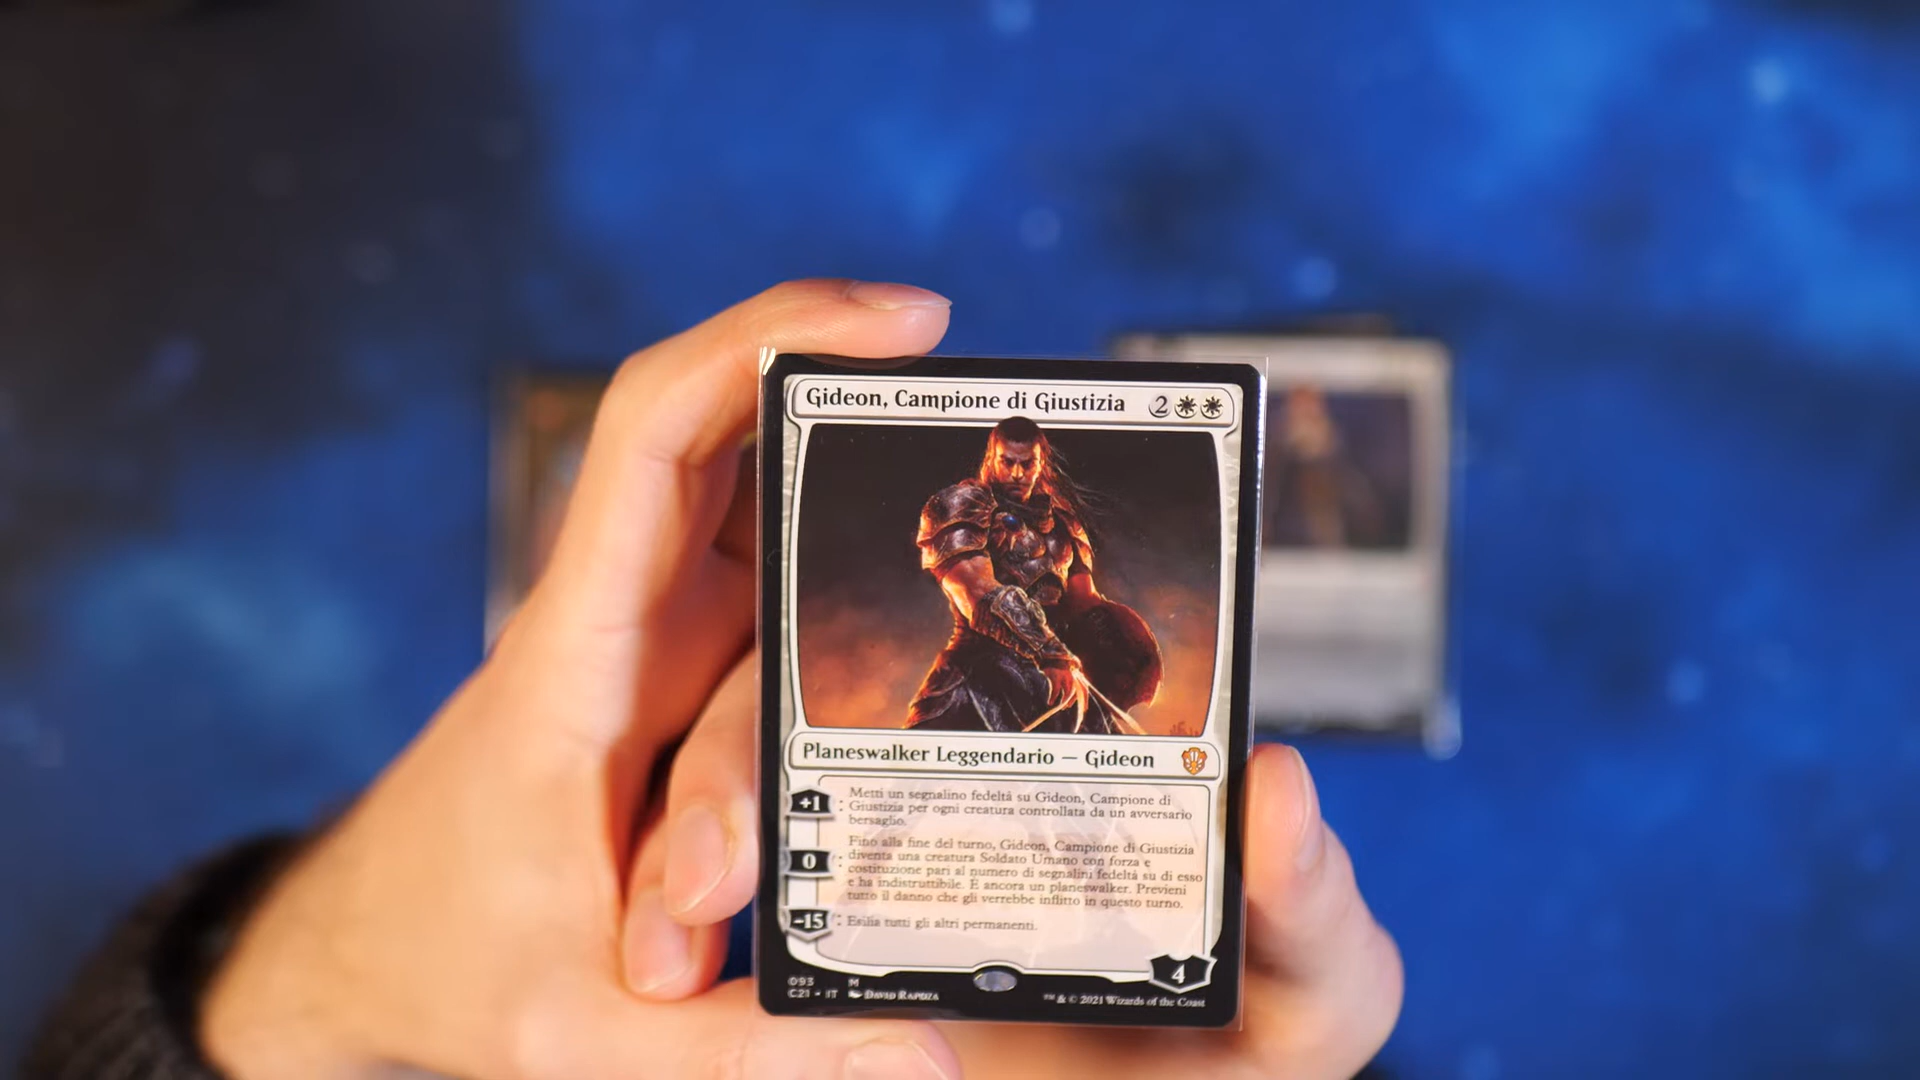 Gideon, Campione di Giustizia 2
Planeswalker Leggendario — Gideon
+1 : Metti un segnalino fedeltà su Gideon, Campione di
Giustizia per ogni creatura controllata da un avversario
bersaglio.
0 : Fino alla fine del turno, Gideon, Campione di Giustizia
diventa una creatura Soldato Umano con forza e
costituzione pari al numero di segnalini fedeltà su di esso
e ha indistruttibile. È ancora un planeswalker. Previeni
tutto il danno che gli verrebbe inflitto in questo turno.
-15 : Esilia tutti gli altri permanenti.
4
093 M
C21 • IT David Rapoza
™ & © 2021 Wizards of the Coast